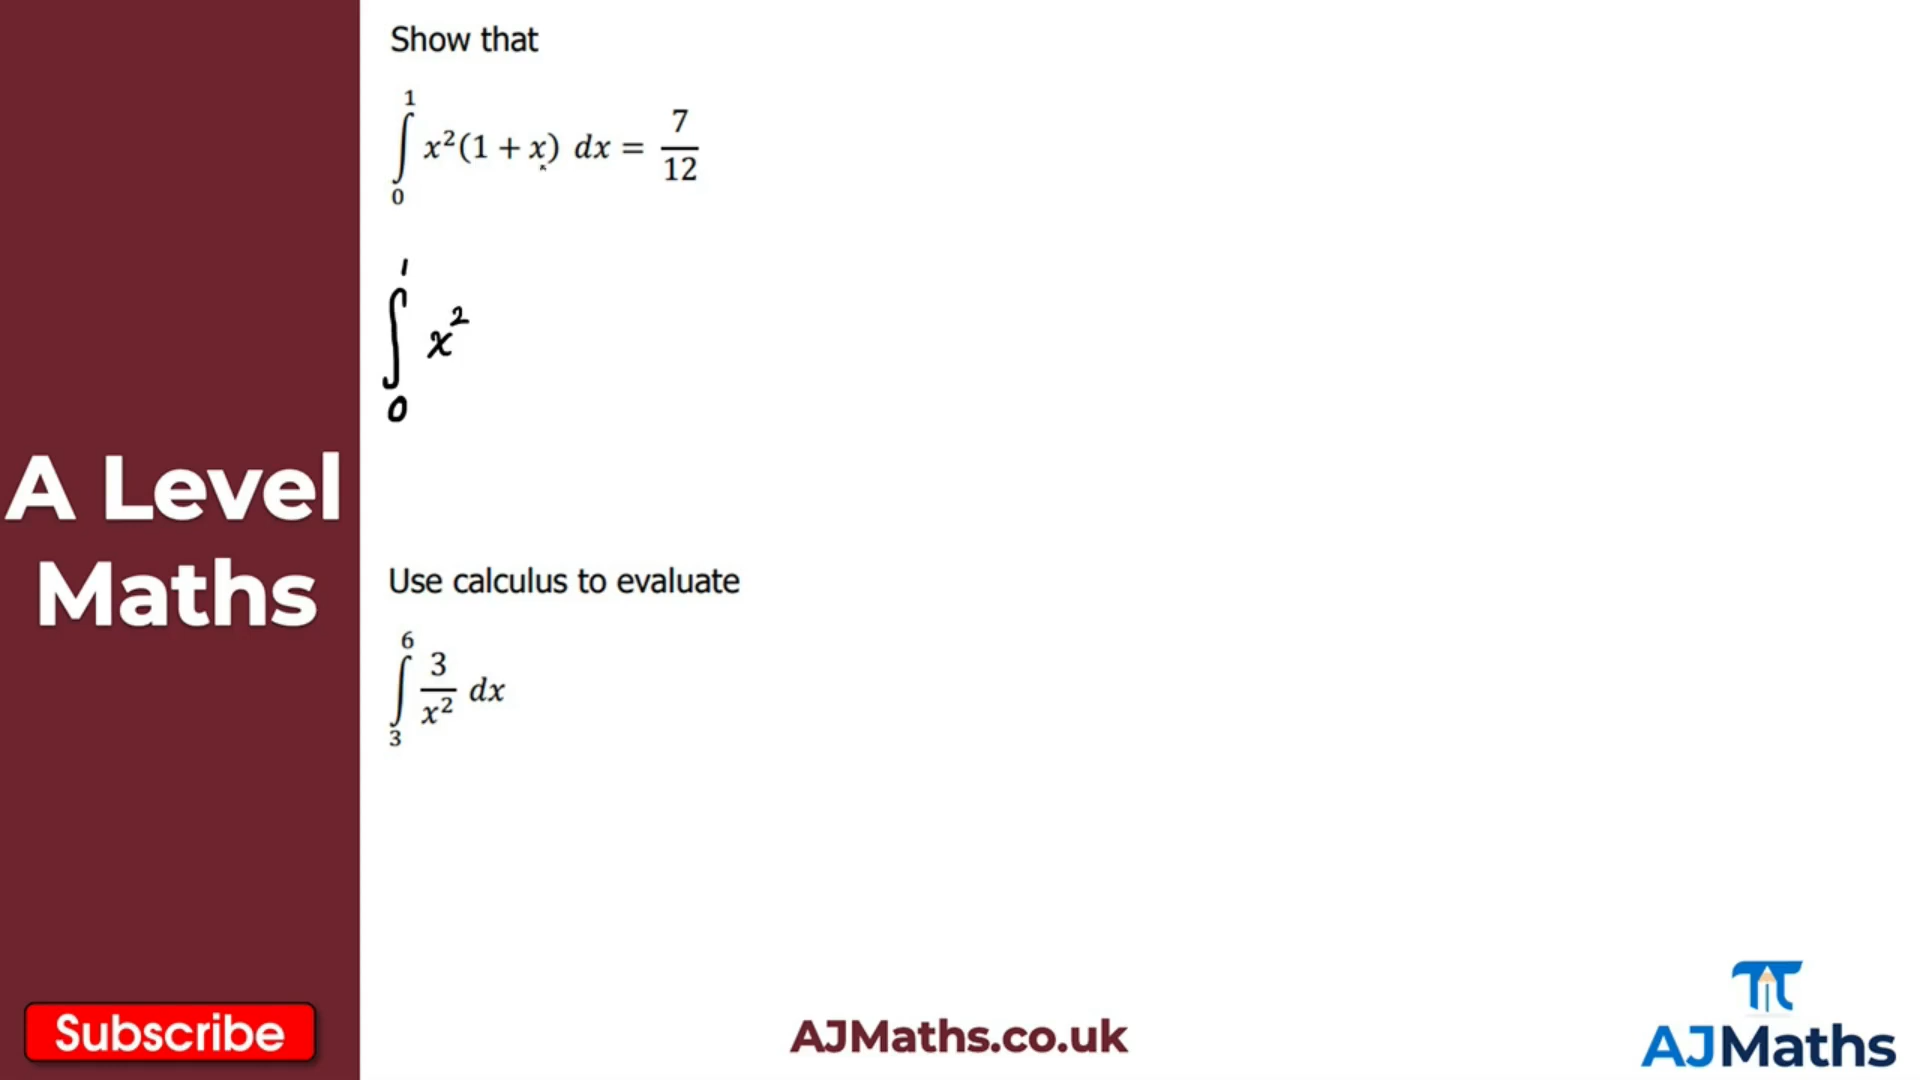 Show that
∫₀¹ x²(1 + x) dx = 7/12
∫₀¹ x²
A Level
Maths
Use calculus to evaluate
∫₃⁶ 3/x² dx
Subscribe
AJMaths.co.uk
AJMaths